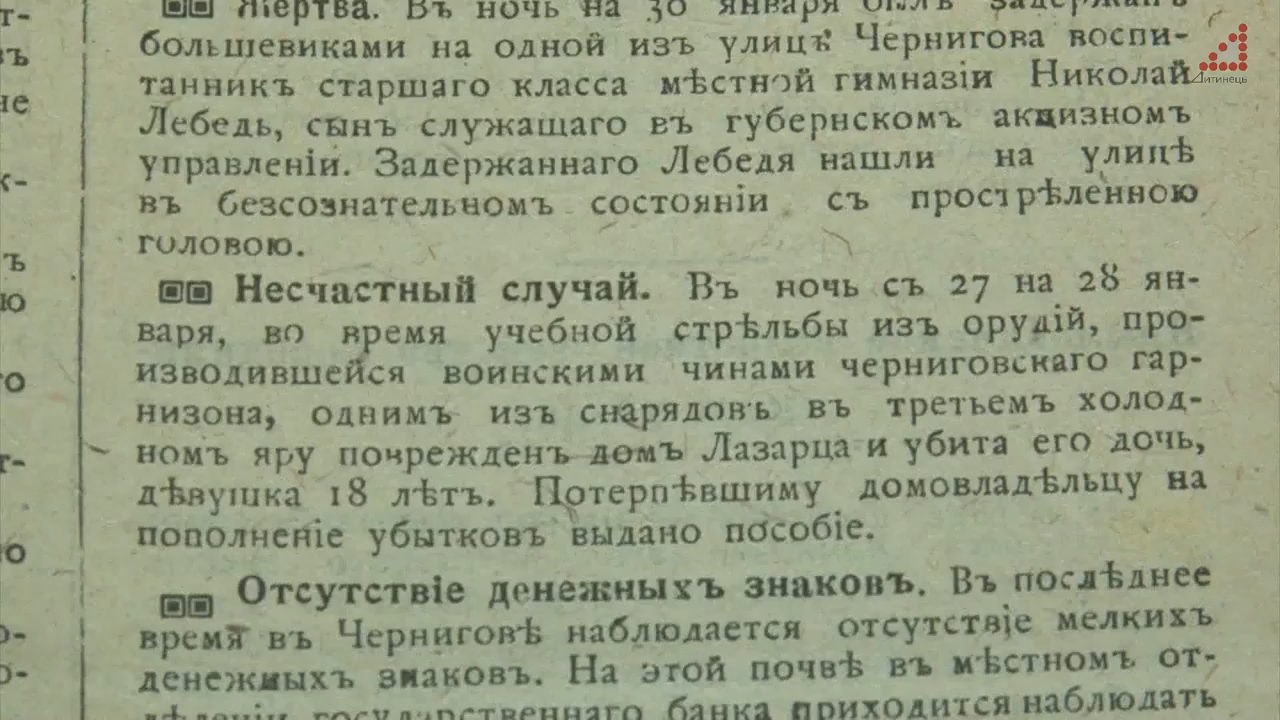 Жертва. Въ ночь на 30 января былъ задержанъ
большевиками на одной из улицъ Чернигова воспи-
танникъ старшаго класса мѣстной гимназіи Николай
Лебедь, сынъ служащаго въ губернскомъ акцизномъ
управленіи. Задержаннаго Лебедя нашли на улицѣ
въ безсознательномъ состояніи съ прострѣленною
головою.
Несчастный случай. Въ ночь съ 27 на 28 ян-
варя, во время учебной стрѣльбы изъ орудій, про-
изводившейся воинскими чинами черниговскаго гар-
низона, однимъ изъ снарядовъ въ третьемъ холод-
номъ яру поврежденъ домъ Лазарца и убита его дочь,
дѣвушка 18 лѣтъ. Потерпѣвшиму домовладѣльцу на
пополненіе убытковъ выдано пособіе.
Отсутствіе денежныхъ знаковъ. Въ послѣднее
время въ Черниговѣ наблюдается отсутствіе мелкихъ
денежныхъ знаковъ. На этой почвѣ въ мѣстномъ от-
дѣленіи государственнаго банка приходится наблюдать
Дитинець